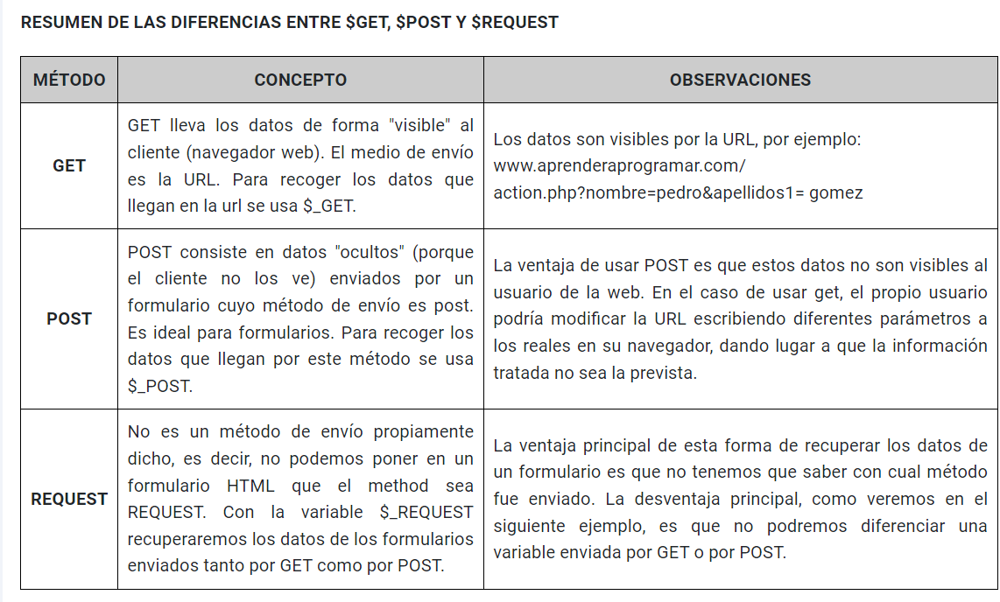 RESUMEN DE LAS DIFERENCIAS ENTRE $GET, $POST Y $REQUEST
MÉTODO
CONCEPTO
OBSERVACIONES
GET
GET lleva los datos de forma "visible" al
cliente (navegador web). El medio de envío
es la URL. Para recoger los datos que
llegan en la url se usa $_GET.
Los datos son visibles por la URL, por ejemplo:
www.aprenderaprogramar.com/
action.php?nombre=pedro&apellidos1= gomez
POST
POST consiste en datos "ocultos" (porque
el cliente no los ve) enviados por un
formulario cuyo método de envío es post.
Es ideal para formularios. Para recoger los
datos que llegan por este método se usa
$_POST.
La ventaja de usar POST es que estos datos no son visibles al
usuario de la web. En el caso de usar get, el propio usuario
podría modificar la URL escribiendo diferentes parámetros a
los reales en su navegador, dando lugar a que la información
tratada no sea la prevista.
REQUEST
No es un método de envío propiamente
dicho, es decir, no podemos poner en un
formulario HTML que el method sea
REQUEST. Con la variable $_REQUEST
recuperaremos los datos de los formularios
enviados tanto por GET como por POST.
La ventaja principal de esta forma de recuperar los datos de
un formulario es que no tenemos que saber con cual método
fue enviado. La desventaja principal, como veremos en el
siguiente ejemplo, es que no podremos diferenciar una
variable enviada por GET o por POST.